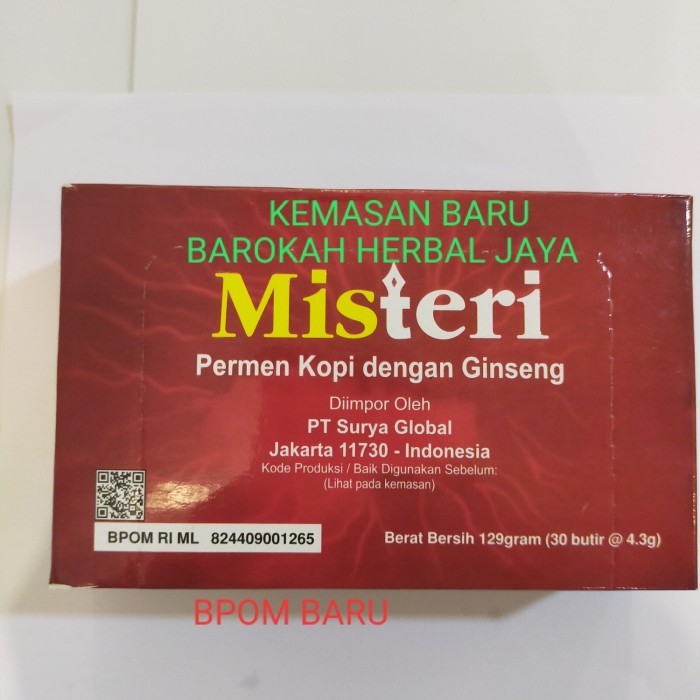 KEMASAN BARU
BAROKAH HERBAL JAYA
Misteri
Permen Kopi dengan Ginseng
Diimpor Oleh
PT Surya Global
Jakarta 11730 - Indonesia
Kode Produksi / Baik Digunakan Sebelum:
(Lihat pada kemasan)
BPOM RI ML 824409001265
Berat Bersih 129gram (30 butir @ 4.3g)
BPOM BARU